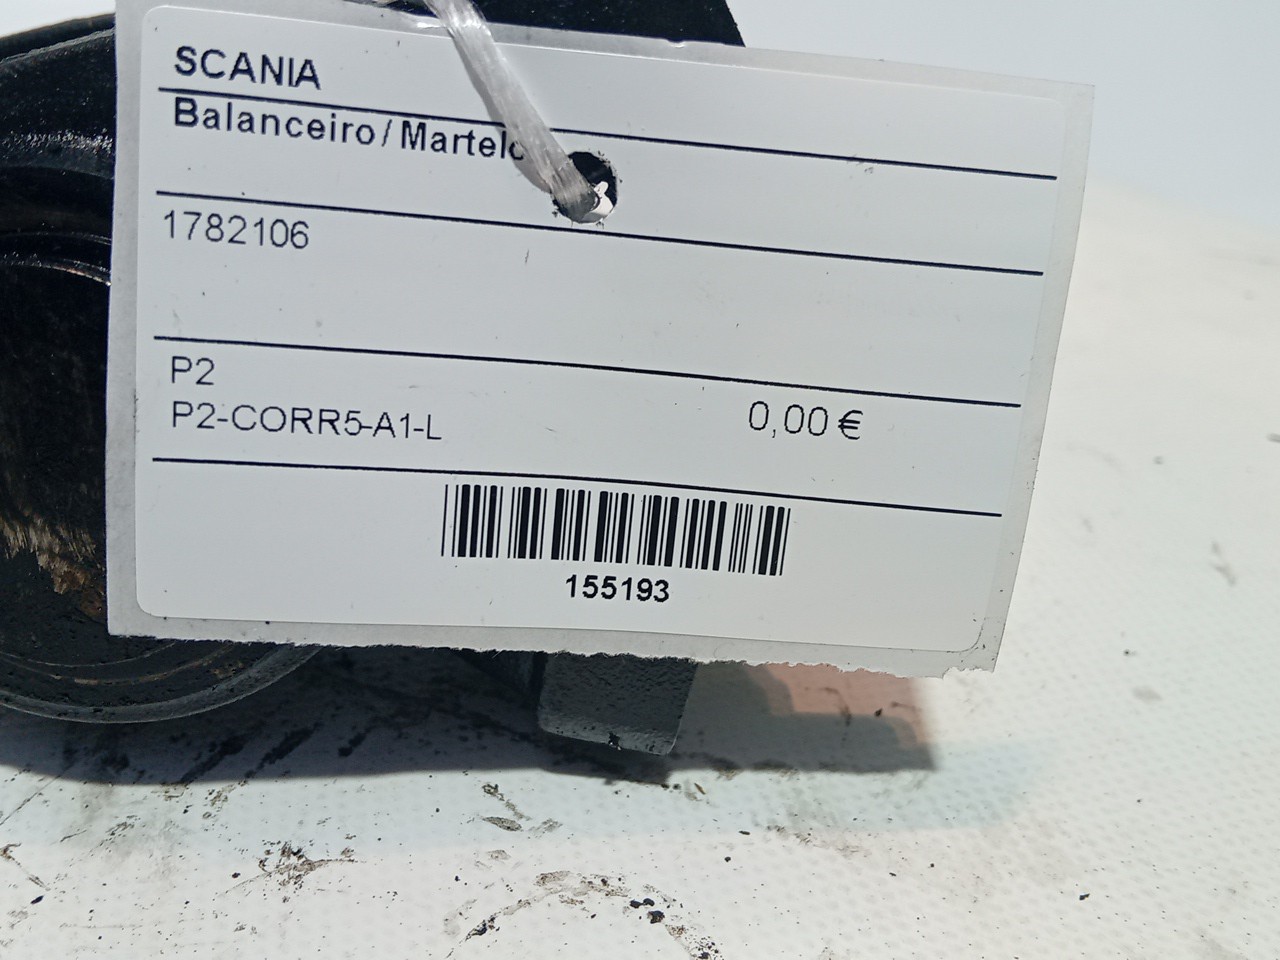 SCANIA
Balanceiro / Martelo
1782106
P2
P2-CORR5-A1-L
0,00 €
155193